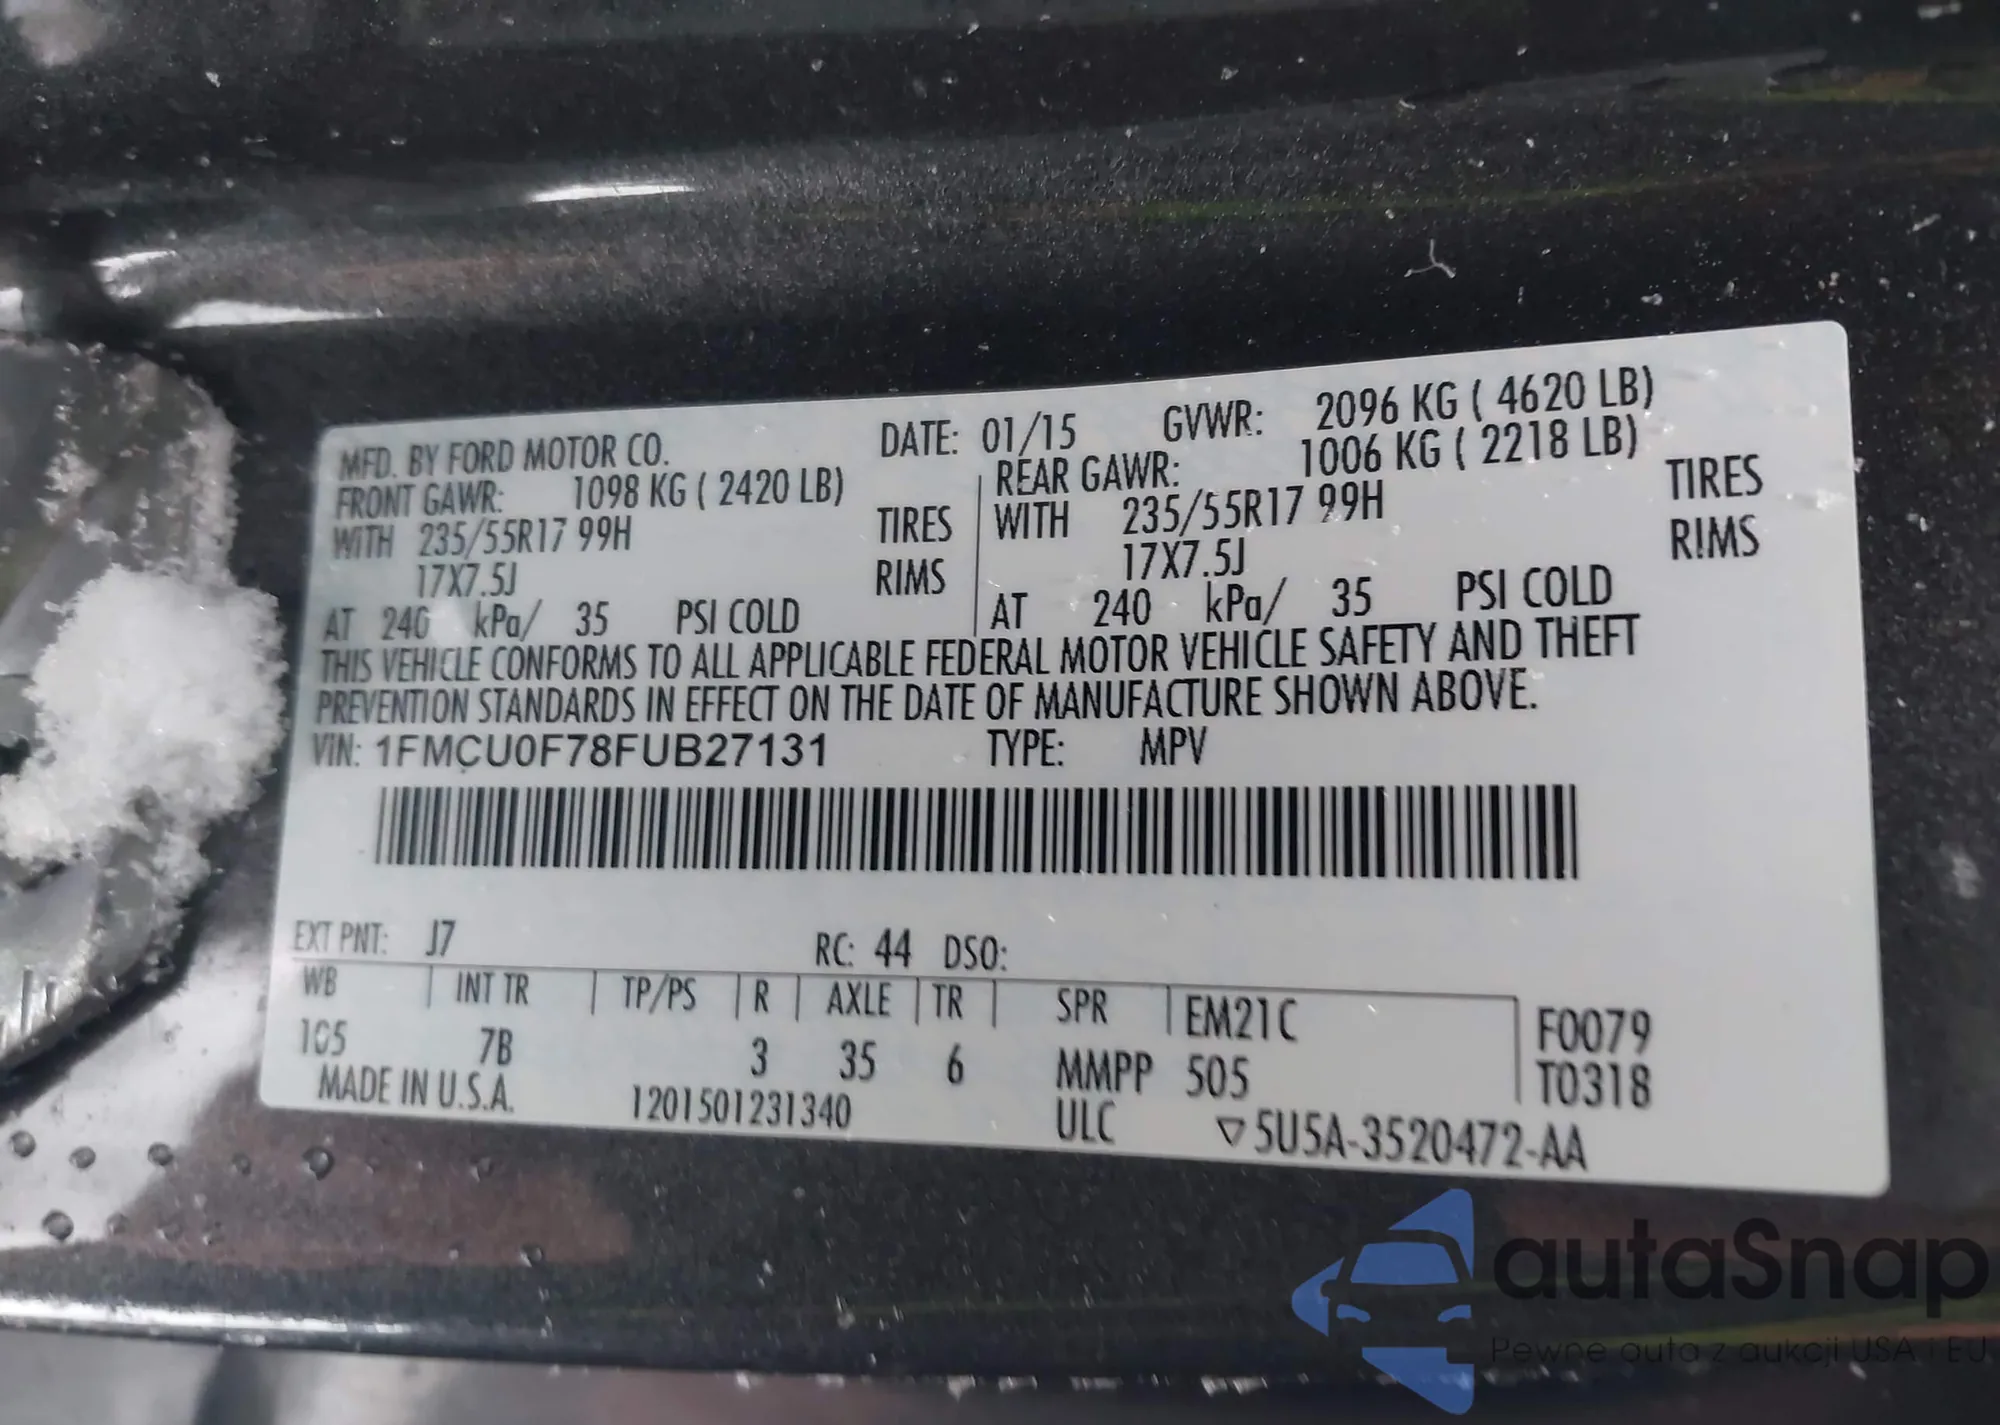 MFD. BY FORD MOTOR CO. DATE: 01/15 GVWR: 2096 KG ( 4620 LB)
FRONT GAWR: 1098 KG ( 2420 LB) REAR GAWR: 1006 KG ( 2218 LB)
WITH 235/55R17 99H TIRES WITH 235/55R17 99H TIRES
17X7.5J RIMS 17X7.5J RIMS
AT 240 kPa/ 35 PSI COLD AT 240 kPa/ 35 PSI COLD
THIS VEHICLE CONFORMS TO ALL APPLICABLE FEDERAL MOTOR VEHICLE SAFETY AND THEFT
PREVENTION STANDARDS IN EFFECT ON THE DATE OF MANUFACTURE SHOWN ABOVE.
VIN: 1FMCU0F78FUB27131 TYPE: MPV
EXT PNT: J7 RC: 44 DSO:
WB INT TR TP/PS R AXLE TR SPR EM21C F0079
105 7B 3 35 6 MMPP 505 T0318
MADE IN U.S.A. 1201501231340 ULC ▽5U5A-3520472-AA
autaSnap
Pewne auta z aukcji USA i EU